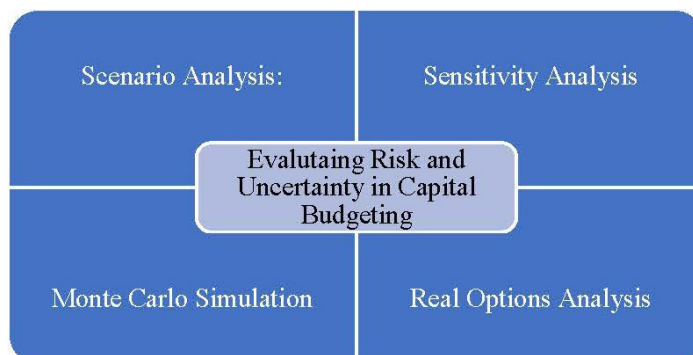 Scenario Analysis:
Sensitivity Analysis
Evalutaing Risk and
Uncertainty in Capital
Budgeting
Monte Carlo Simulation
Real Options Analysis